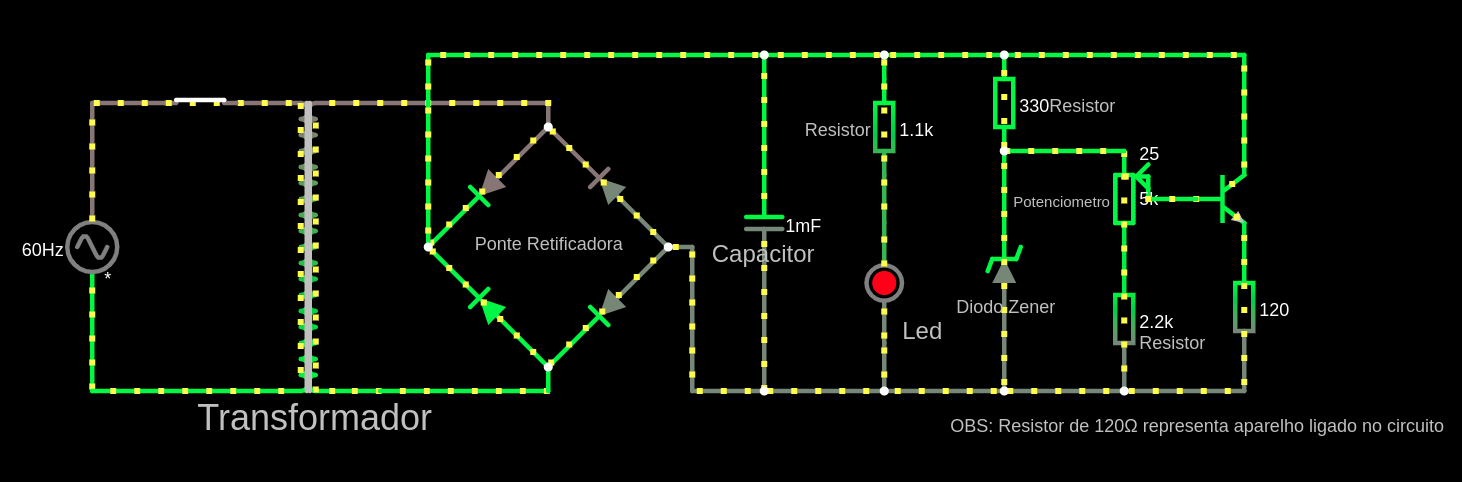 330Resistor
Resistor
1.1k
25
Potenciometro
5k
1mF
Ponte Retificadora
60Hz
*
Capacitor
Diodo Zener
120
2.2k
Led
Resistor
Transformador
OBS: Resistor de 120Ω representa aparelho ligado no circuito